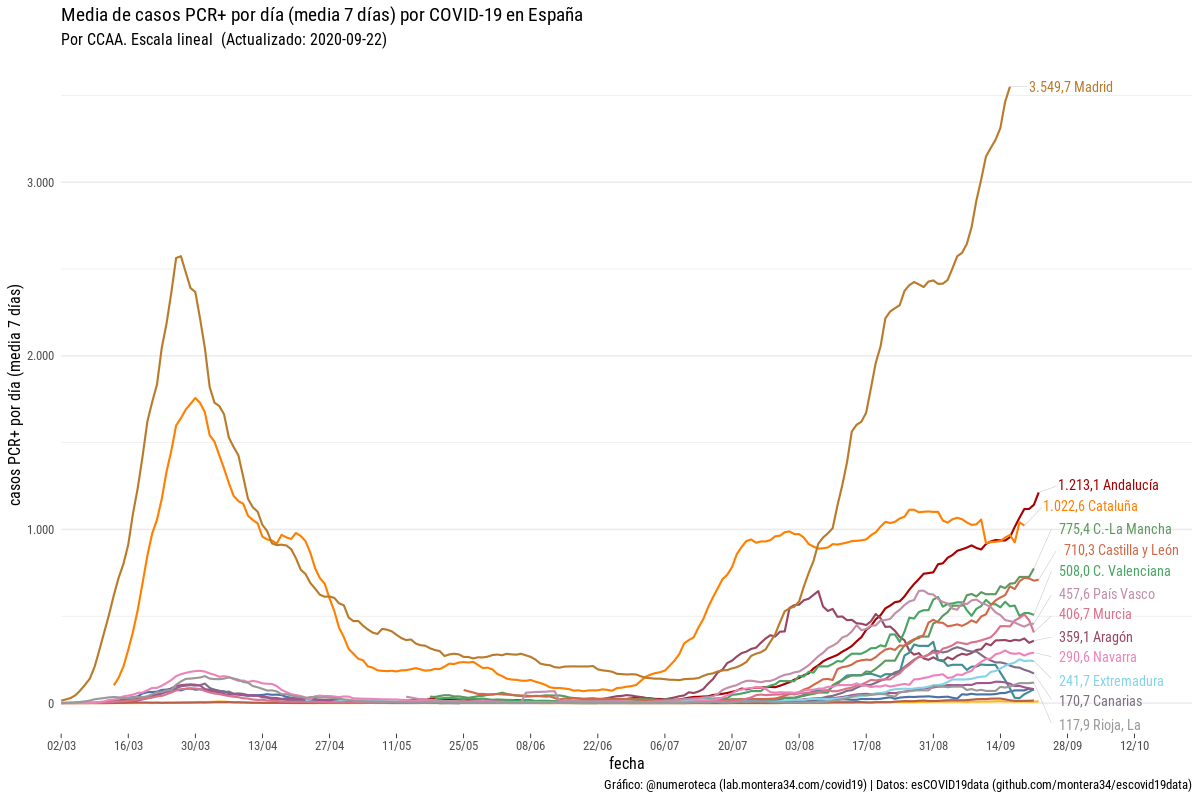 Media de casos PCR+ por día (media 7 días) por COVID-19 en España
Por CCAA. Escala lineal (Actualizado: 2020-09-22)
casos PCR+ por día (media 7 días)
3.000
2.000
1.000
0
3.549,7 Madrid
1.213,1 Andalucía
1.022,6 Cataluña
775,4 C.-La Mancha
710,3 Castilla y León
508,0 C. Valenciana
457,6 País Vasco
406,7 Murcia
359,1 Aragón
290,6 Navarra
241,7 Extremadura
170,7 Canarias
117,9 Rioja, La
02/03 16/03 30/03 13/04 27/04 11/05 25/05 08/06 22/06 06/07 20/07 03/08 17/08 31/08 14/09 28/09 12/10
fecha
Gráfico: @numeroteca (lab.montera34.com/covid19) | Datos: esCOVID19data (github.com/montera34/escovid19data)